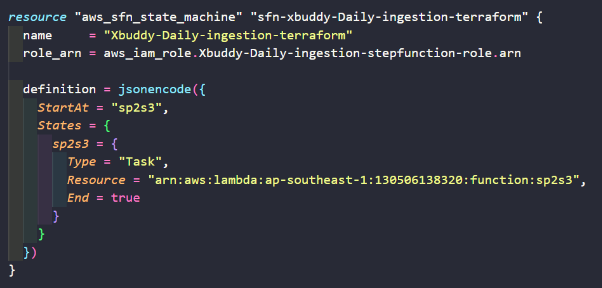 resource "aws_sfn_state_machine" "sfn-xbuddy-Daily-ingestion-terraform" {
  name     = "Xbuddy-Daily-ingestion-terraform"
  role_arn = aws_iam_role.Xbuddy-Daily-ingestion-stepfunction-role.arn

  definition = jsonencode({
    StartAt = "sp2s3",
    States = {
      sp2s3 = {
        Type = "Task",
        Resource = "arn:aws:lambda:ap-southeast-1:130506138320:function:sp2s3",
        End = true
      }
    }
  })
}